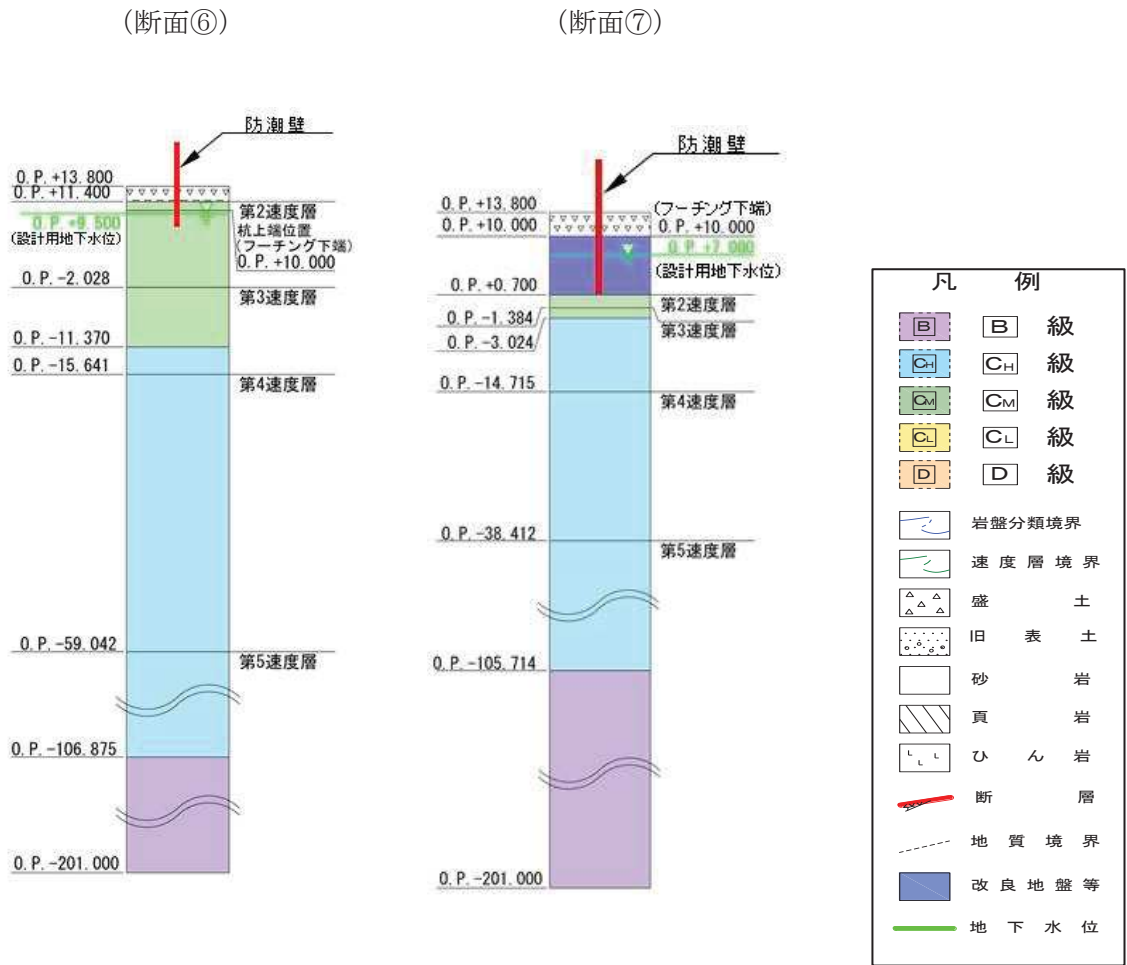 (断面⑥)
防潮壁
O.P.+13.800
O.P.+11.400
第2速度層
O.P.+9.500
(設計用地下水位)
杭上端位置
(フーチング下端)
O.P.+10.000
O.P.-2.028
第3速度層
O.P.-11.370
O.P.-15.641
第4速度層
O.P.-59.042
第5速度層
O.P.-106.875
O.P.-201.000
(断面⑦)
防潮壁
O.P.+13.800
(フーチング下端)
O.P.+10.000
O.P.+10.000
O.P.+7.000
(設計用地下水位)
O.P.+0.700
第2速度層
O.P.-1.384
第3速度層
O.P.-3.024
O.P.-14.715
第4速度層
O.P.-38.412
第5速度層
O.P.-105.714
O.P.-201.000
凡 例
B B 級
CH CH 級
CM CM 級
CL CL 級
D D 級
岩盤分類境界
速度層境界
盛 土
旧表土
砂 岩
頁 岩
ひん岩
断 層
地質境界
改良地盤等
地下水位